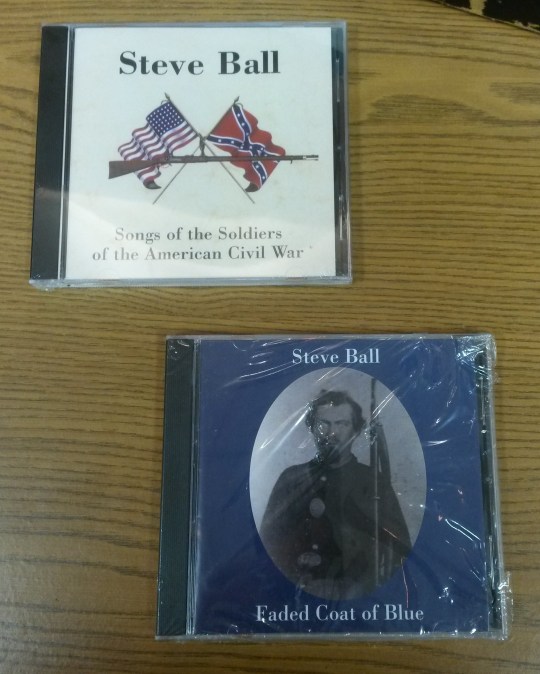 Steve Ball
Songs of the Soldiers
of the American Civil War
Steve Ball
Faded Coat of Blue